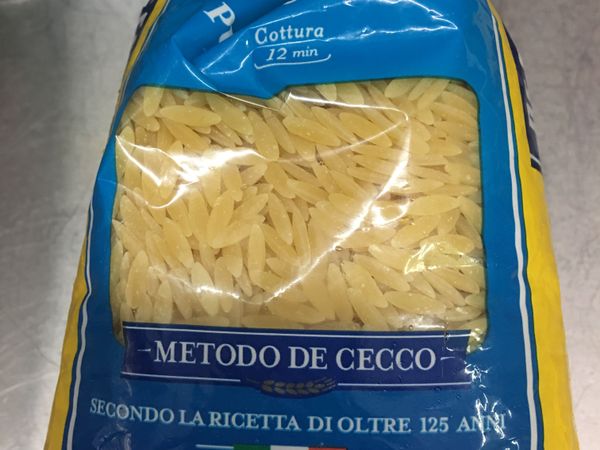 Cottura
12 min
METODO DE CECCO
SECONDO LA RICETTA DI OLTRE 125 ANNI